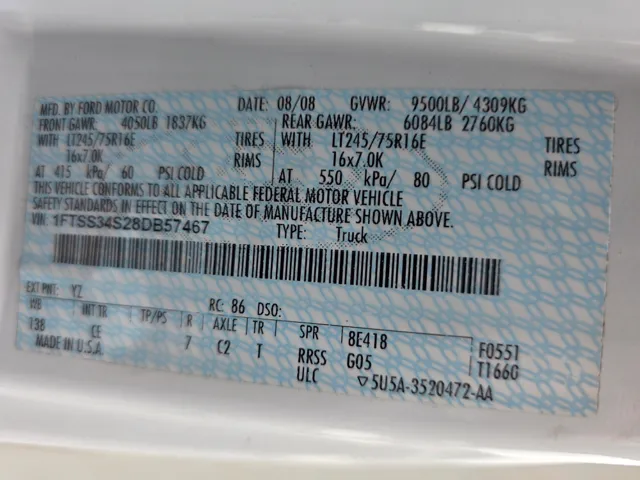 MFD. BY FORD MOTOR CO. DATE: 08/08 GVWR: 9500LB/ 4309KG
FRONT GAWR: 4050LB 1837KG REAR GAWR: 6084LB 2760KG
WITH LT245/75R16E TIRES WITH LT245/75R16E TIRES
16x7.0K RIMS 16x7.0K RIMS
AT 415 kPa/ 60 PSI COLD AT 550 kPa/ 80 PSI COLD
THIS VEHICLE CONFORMS TO ALL APPLICABLE FEDERAL MOTOR VEHICLE
SAFETY STANDARDS IN EFFECT ON THE DATE OF MANUFACTURE SHOWN ABOVE.
VIN: 1FTSS34S28DB57467 TYPE: Truck
EXT PNT: YZ RC: 86 DSO:
WB INT TR TP/PS R AXLE TR SPR 8E418 F0551
138 CE 7 C2 T RRSS G05 T166G
MADE IN U.S.A. ULC ▽5U5A-3520472-AA